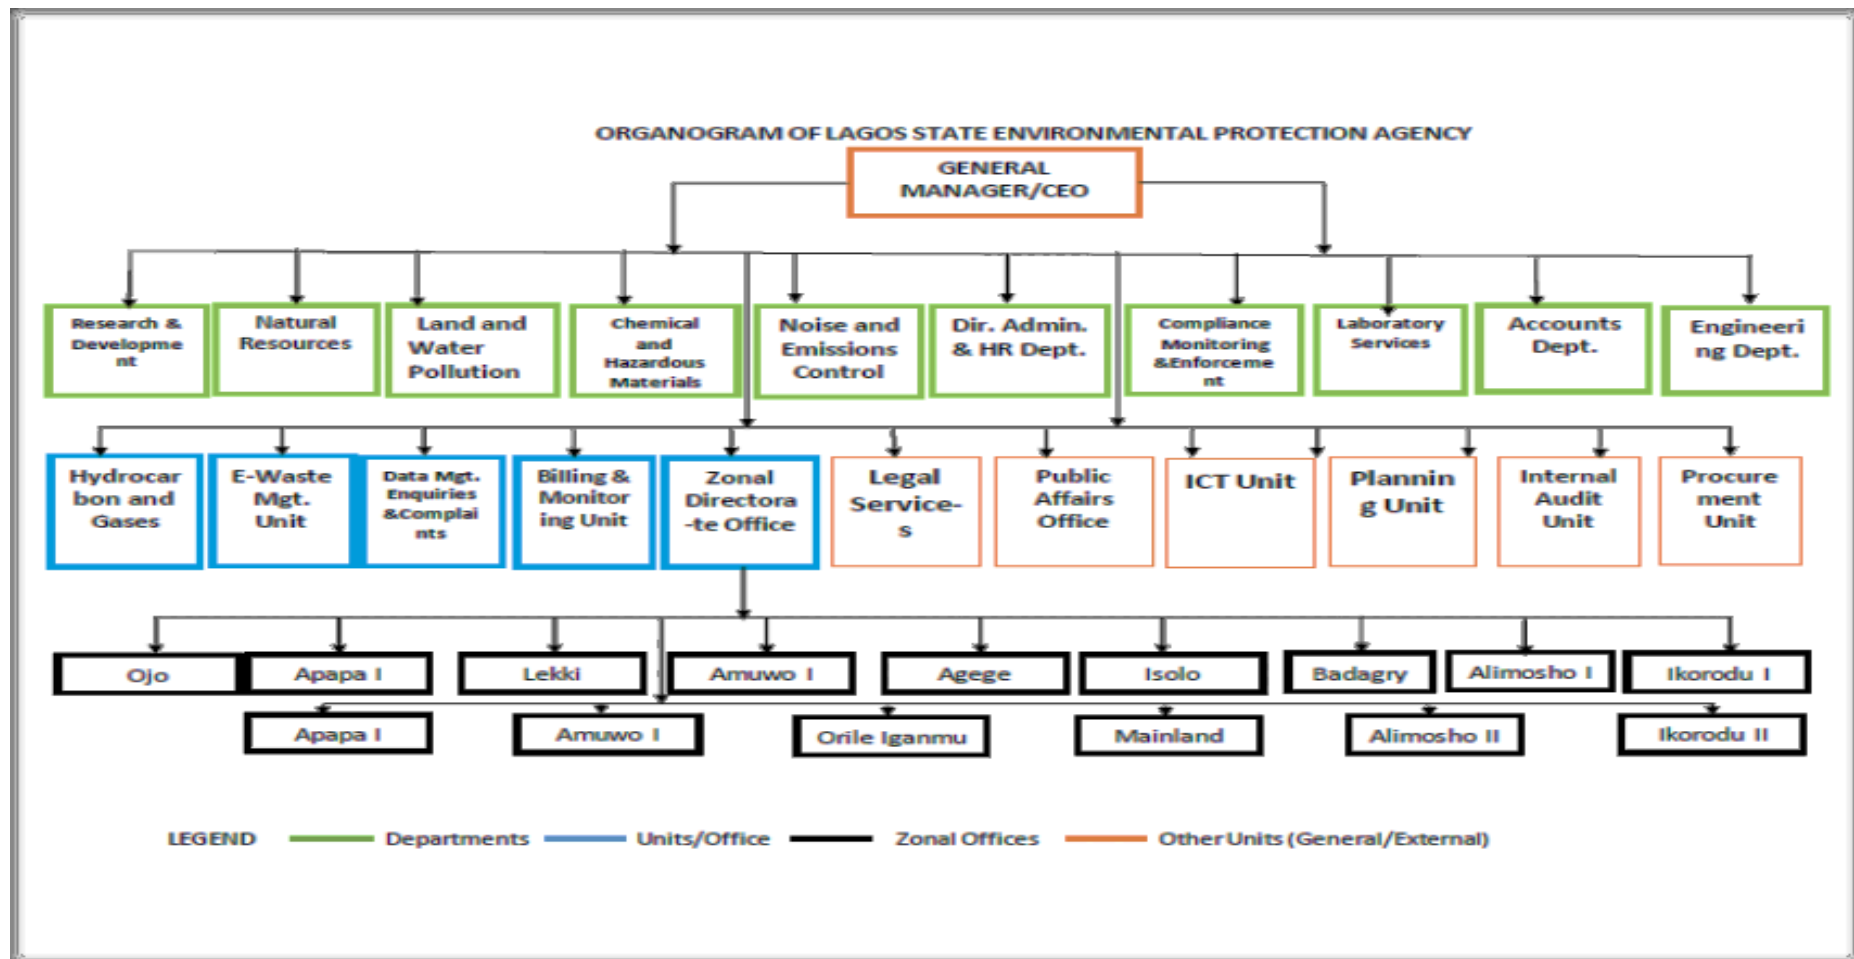 ORGANOGRAM OF LAGOS STATE ENVIRONMENTAL PROTECTION AGENCY
GENERAL
MANAGER/CEO
Research &
Developme
nt
Natural
Resources
Land and
Water
Pollution
Chemical
and
Hazardous
Materials
Noise and
Emissions
Control
Dir. Admin.
& HR Dept.
Compliance
Monitoring
&Enforceme
nt
Laboratory
Services
Accounts
Dept.
Engineeri
ng Dept.
Hydrocar
bon and
Gases
E-Waste
Mgt.
Unit
Data Mgt.
Enquiries
&Complai
nts
Billing &
Monitor
ing Unit
Zonal
Directora
-te Office
Legal
Service-
s
Public
Affairs
Office
ICT Unit
Plannin
g Unit
Internal
Audit
Unit
Procure
ment
Unit
Ojo
Apapa I
Lekki
Amuwo I
Agege
Isolo
Badagry
Alimosho I
Ikorodu I
Apapa I
Amuwo I
Orile Iganmu
Mainland
Alimosho II
Ikorodu II
LEGEND Departments Units/Office Zonal Offices Other Units (General/External)